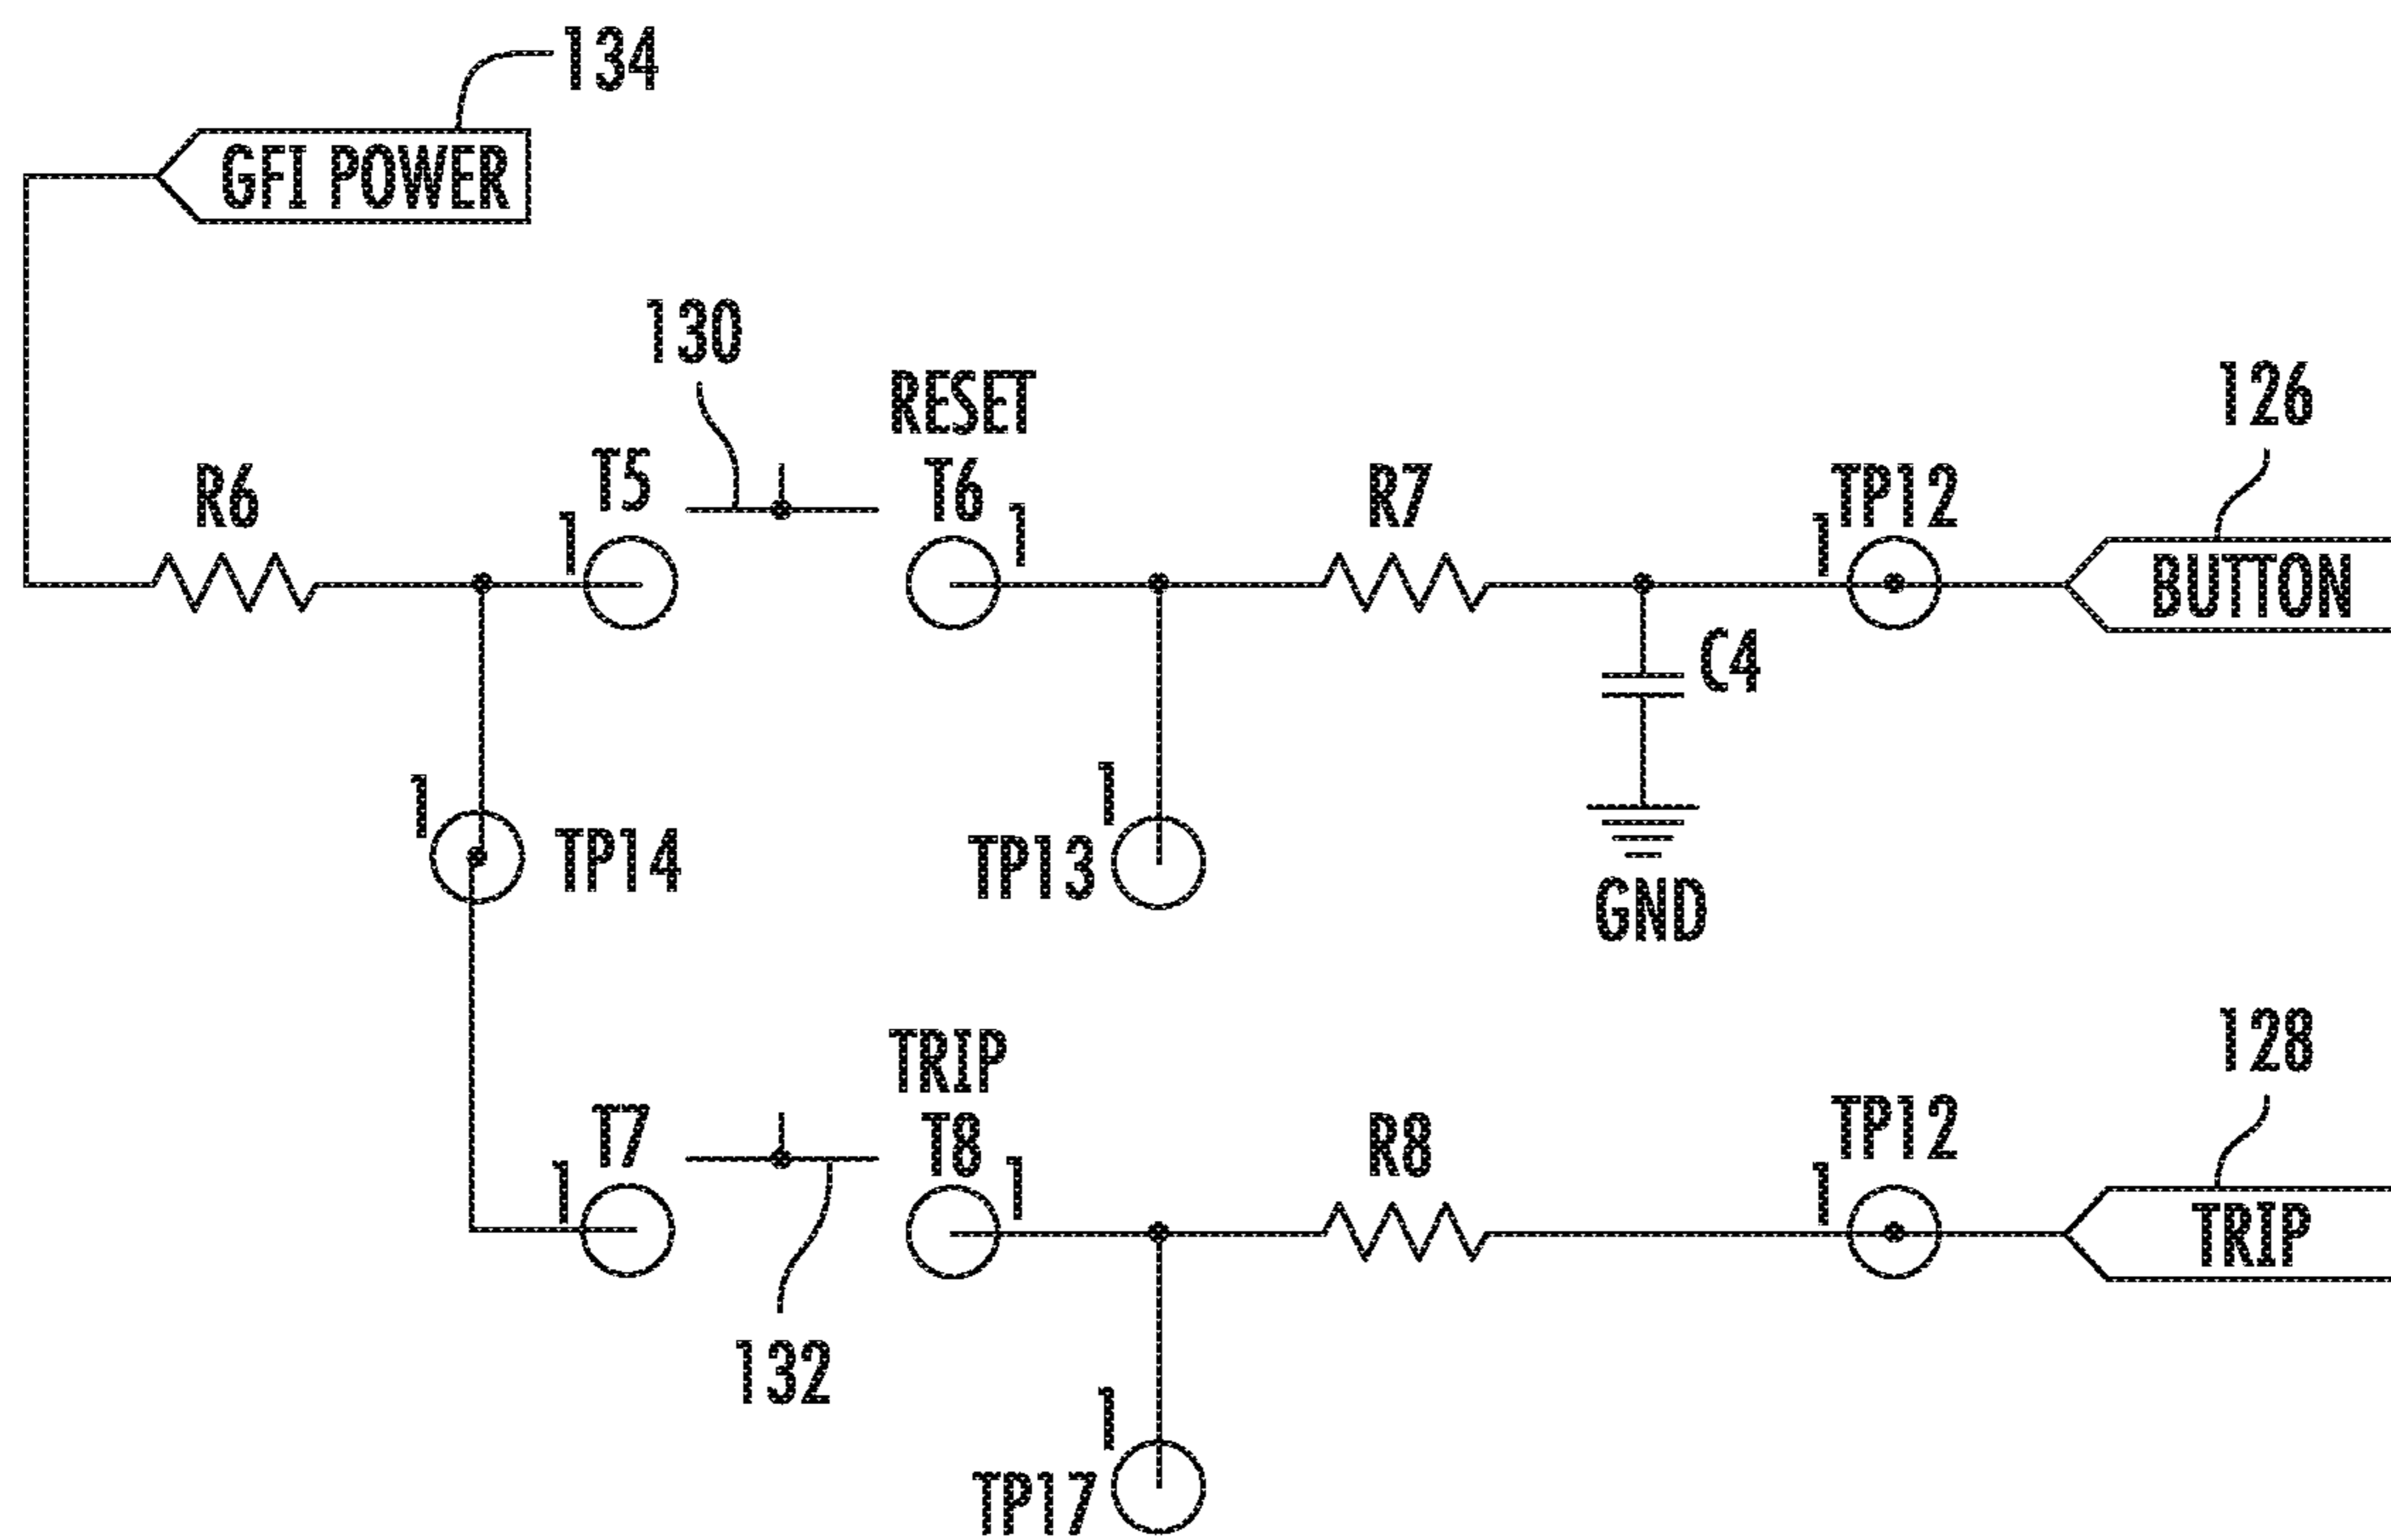 134
GFI POWER
130
RESET
126
R6
T5
T6
R7
TP12
1
1
1
BUTTON
C4
1
TP14
1
TP13
GND
TRIP
128
T7
T8
R8
TP12
1
1
1
TRIP
132
1
TP17